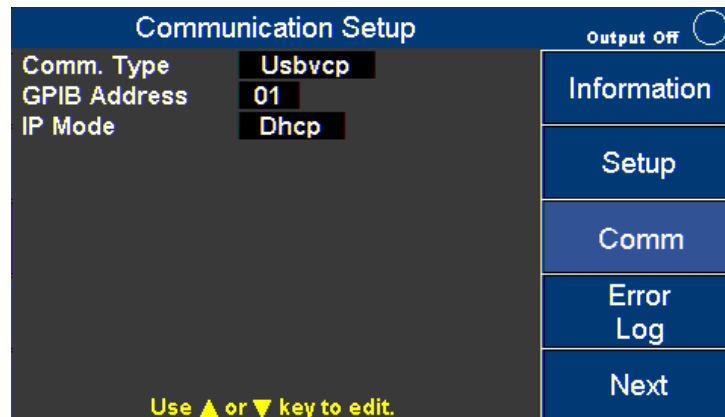 Communication Setup
Output Off
Comm. Type Usbvcp
GPIB Address 01
IP Mode Dhcp
Information
Setup
Comm
Error
Log
Next
Use ▲ or ▼ key to edit.